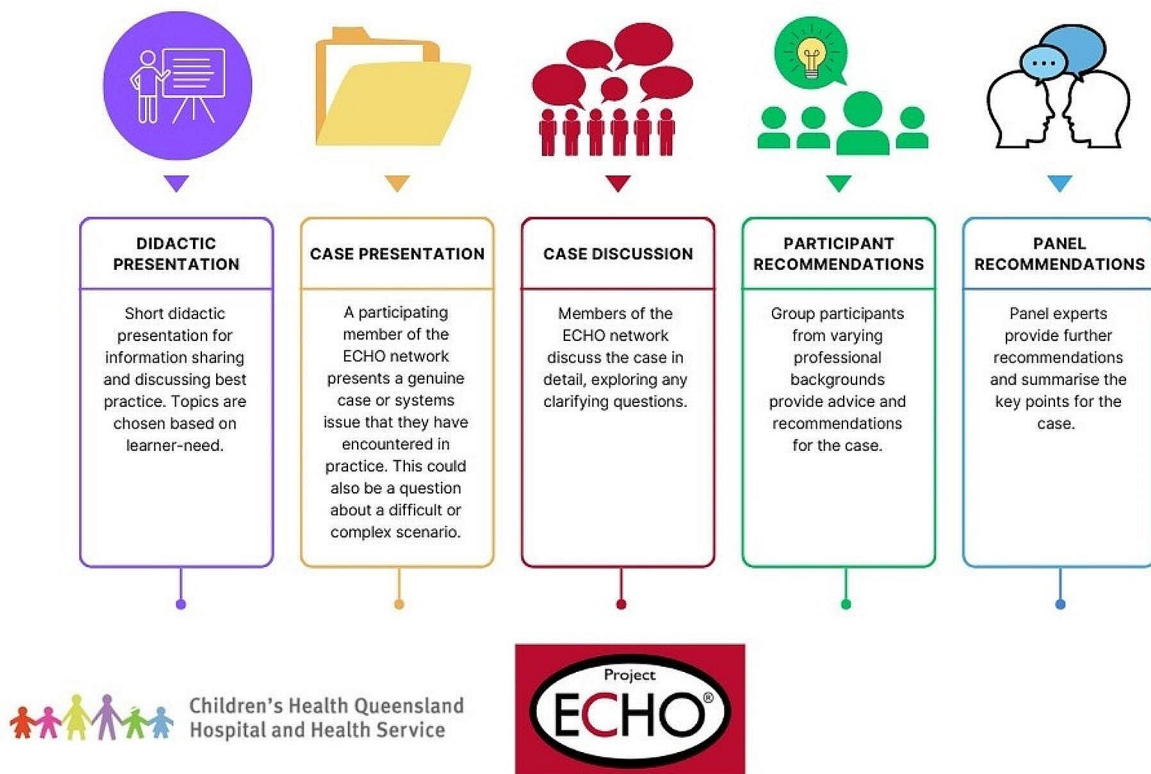 DIDACTIC
PRESENTATION
Short didactic
presentation for
information sharing
and discussing best
practice. Topics are
chosen based on
learner-need.
CASE PRESENTATION
A participating
member of the
ECHO network
presents a genuine
case or systems
issue that they have
encountered in
practice. This could
also be a question
about a difficult or
complex scenario.
CASE DISCUSSION
Members of the
ECHO network
discuss the case in
detail, exploring any
clarifying questions.
PARTICIPANT
RECOMMENDATIONS
Group participants
from varying
professional
backgrounds
provide advice and
recommendations
for the case.
PANEL
RECOMMENDATIONS
Panel experts
provide further
recommendations
and summarise the
key points for the
case.
Children's Health Queensland
Hospital and Health Service
Project
ECHO®